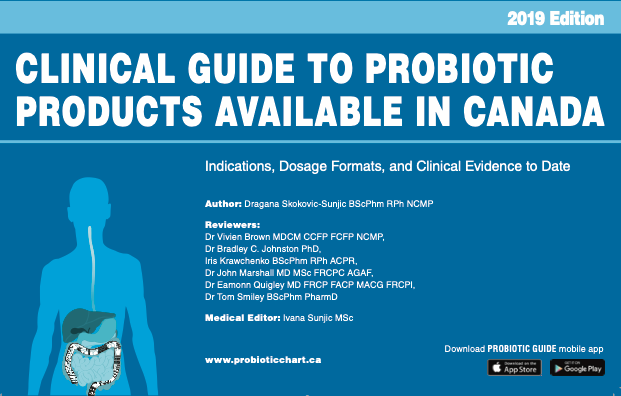 2019 Edition
CLINICAL GUIDE TO PROBIOTIC
PRODUCTS AVAILABLE IN CANADA
Indications, Dosage Formats, and Clinical Evidence to Date
Author: Dragana Skokovic-Sunjic BScPhm RPh NCMP
Reviewers:
Dr Vivien Brown MDCM CCFP FCFP NCMP,
Dr Bradley C. Johnston PhD,
Iris Krawchenko BScPhm RPh ACPR,
Dr John Marshall MD MSc FRCPC AGAF,
Dr Eamonn Quigley MD FRCP FACP MACG FRCPI,
Dr Tom Smiley BScPhm PharmD
Medical Editor: Ivana Sunjic MSc
www.probioticchart.ca
Download PROBIOTIC GUIDE mobile app
Download on the
App Store
GET IT ON
Google Play